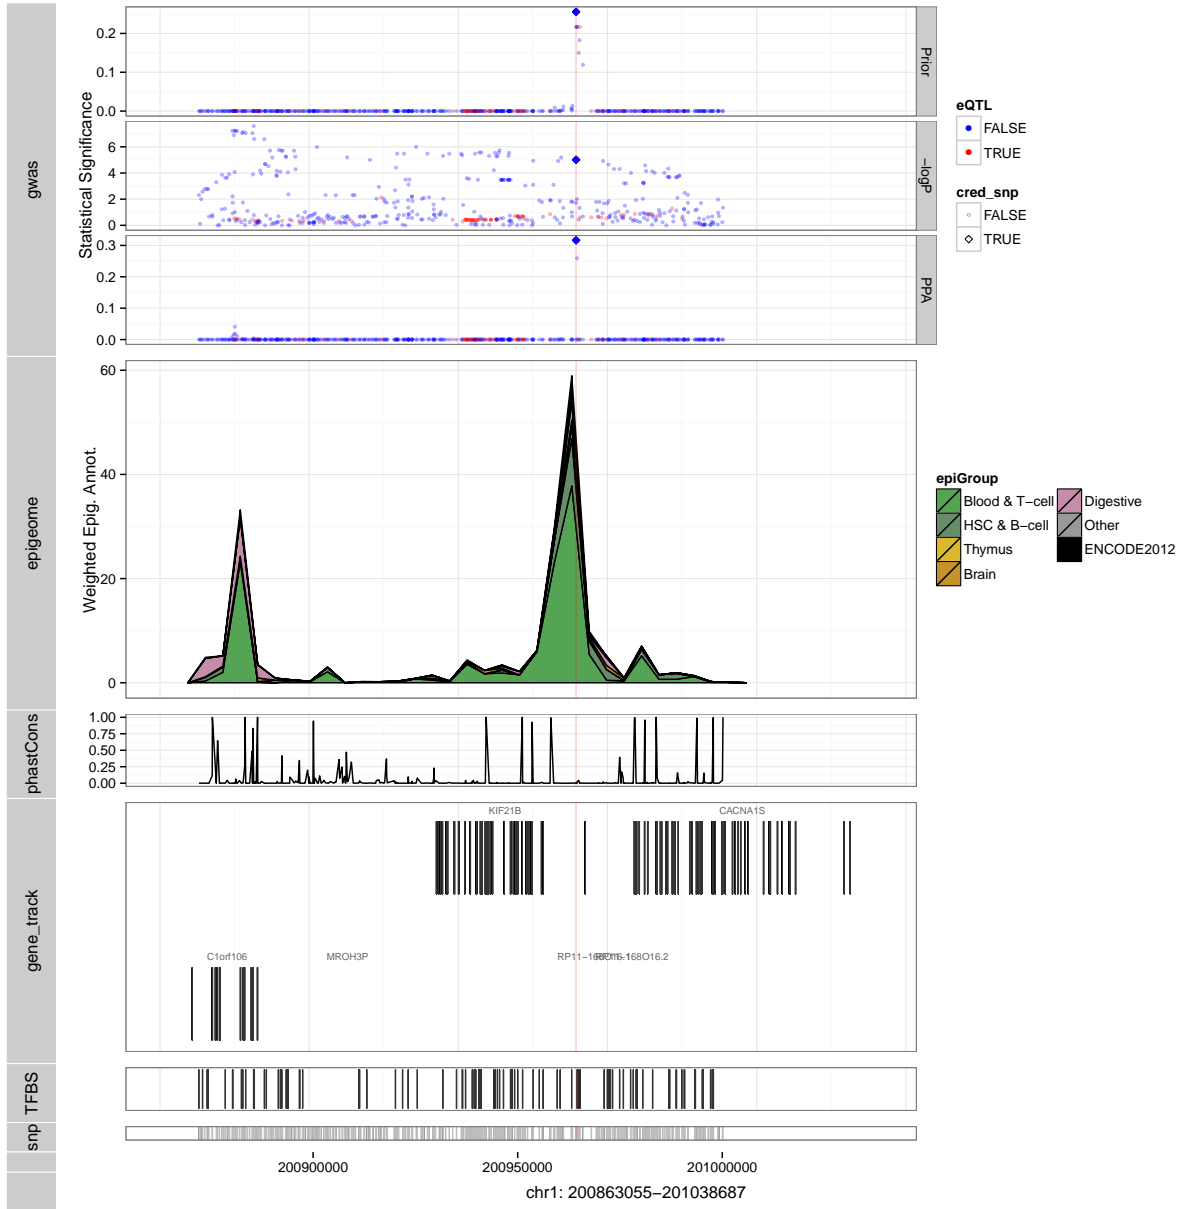 gwas
Statistical Significance
0.2
0.1
0.0
Prior
6
4
2
0
-logP
0.3
0.2
0.1
0.0
PPA
eQTL
FALSE
TRUE
cred_snp
FALSE
TRUE
epigeome
Weighted Epig. Annot.
60
40
20
0
epiGroup
Blood & T-cell
HSC & B-cell
Thymus
Brain
Digestive
Other
ENCODE2012
phastCons
1.00
0.75
0.50
0.25
0.00
gene_track
KIF21B
CACNA1S
C1orf106
MROH3P
RP11-168O16.2
TFBS
snp
200900000
200950000
201000000
chr1: 200863055-201038687